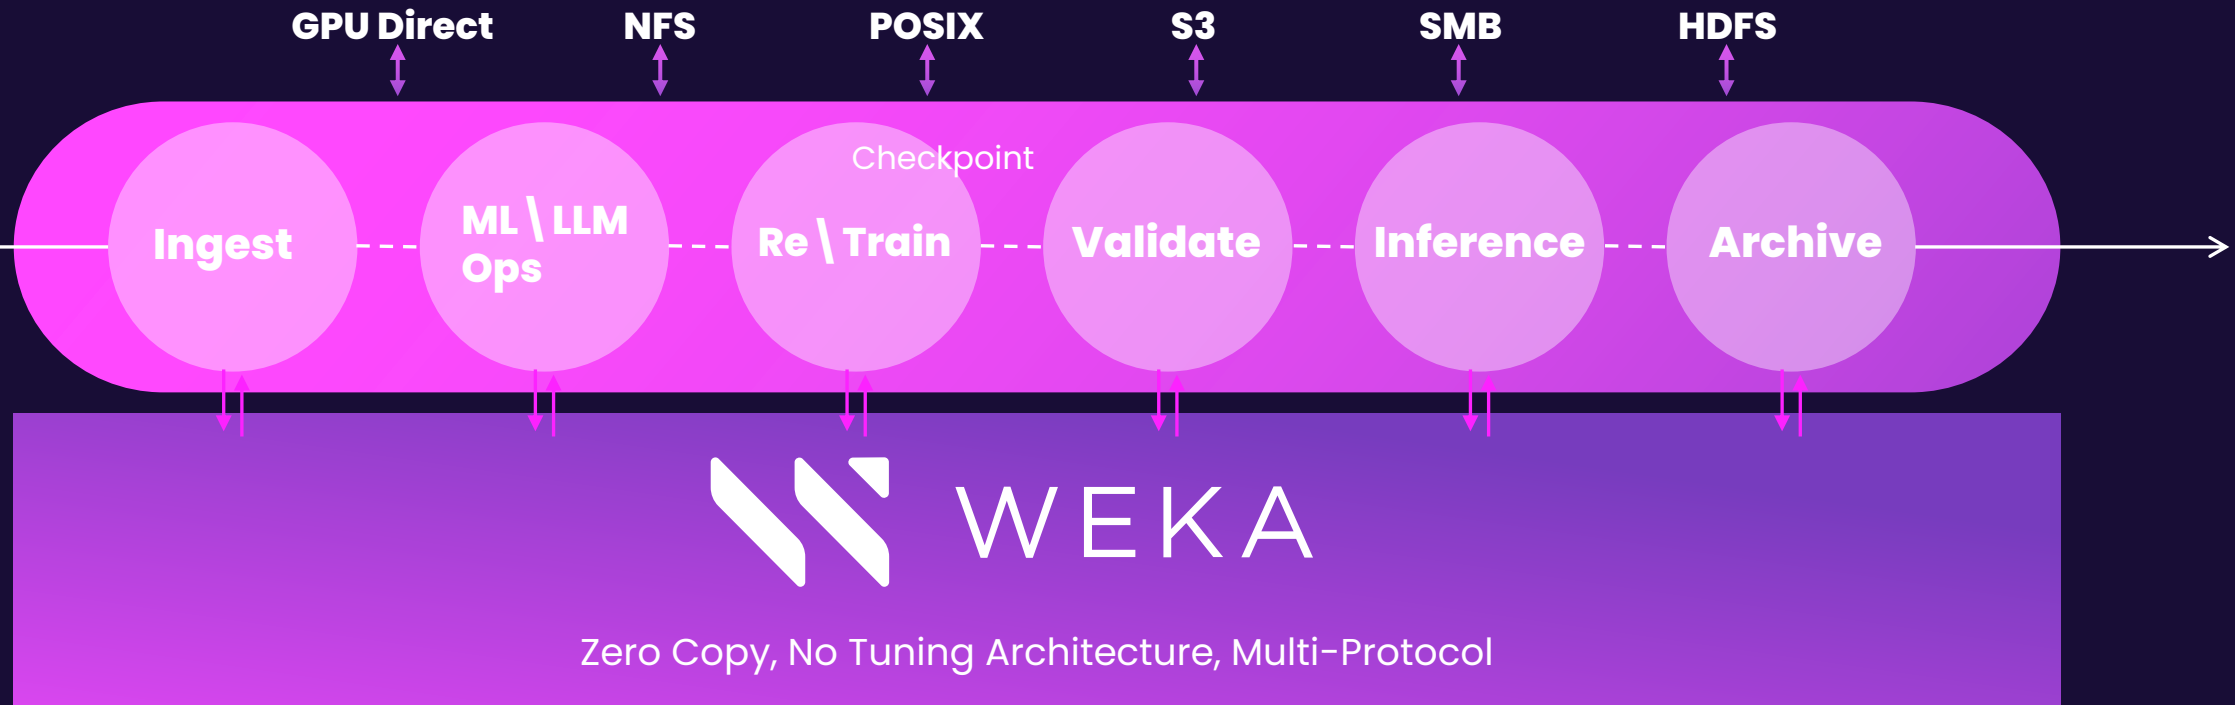 GPU Direct
NFS
POSIX
S3
SMB
HDFS
Checkpoint
Ingest
ML\LLM
Ops
Re\Train
Validate
Inference
Archive
WEKA
Zero Copy, No Tuning Architecture, Multi-Protocol